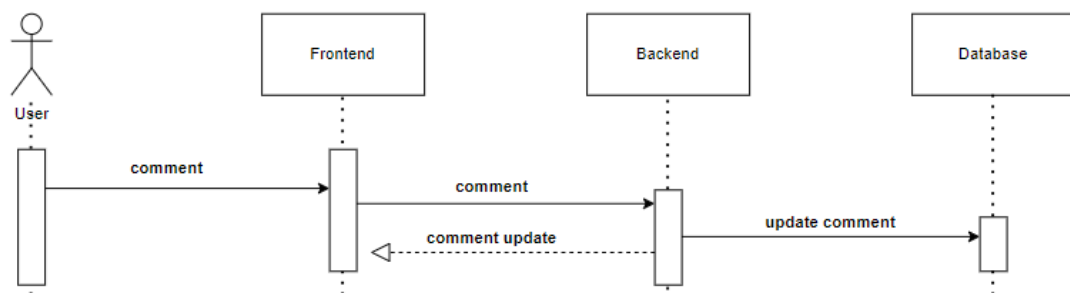 Frontend
Backend
Database
User
comment
comment
update comment
comment update